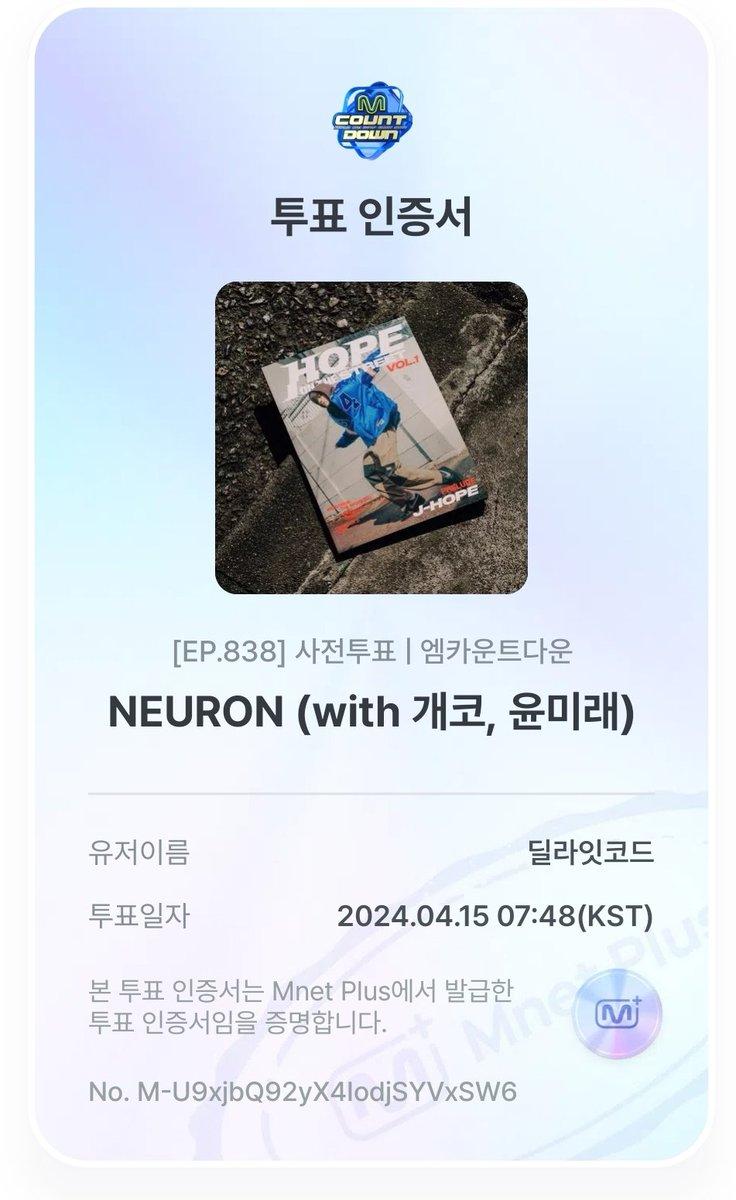 M
COUNT
DOWN
투표 인증서
HOPE
ON THE STREET
VOL.1
PRELUDE
J-HOPE
[EP.838] 사전투표 | 엠카운트다운
NEURON (with 개코, 윤미래)
유저이름 딜라잇코드
투표일자 2024.04.15 07:48(KST)
본 투표 인증서는 Mnet Plus에서 발급한
투표 인증서임을 증명합니다.
M
Mnet Plus
No. M-U9xjbQ92yX4lodjSYVxSW6